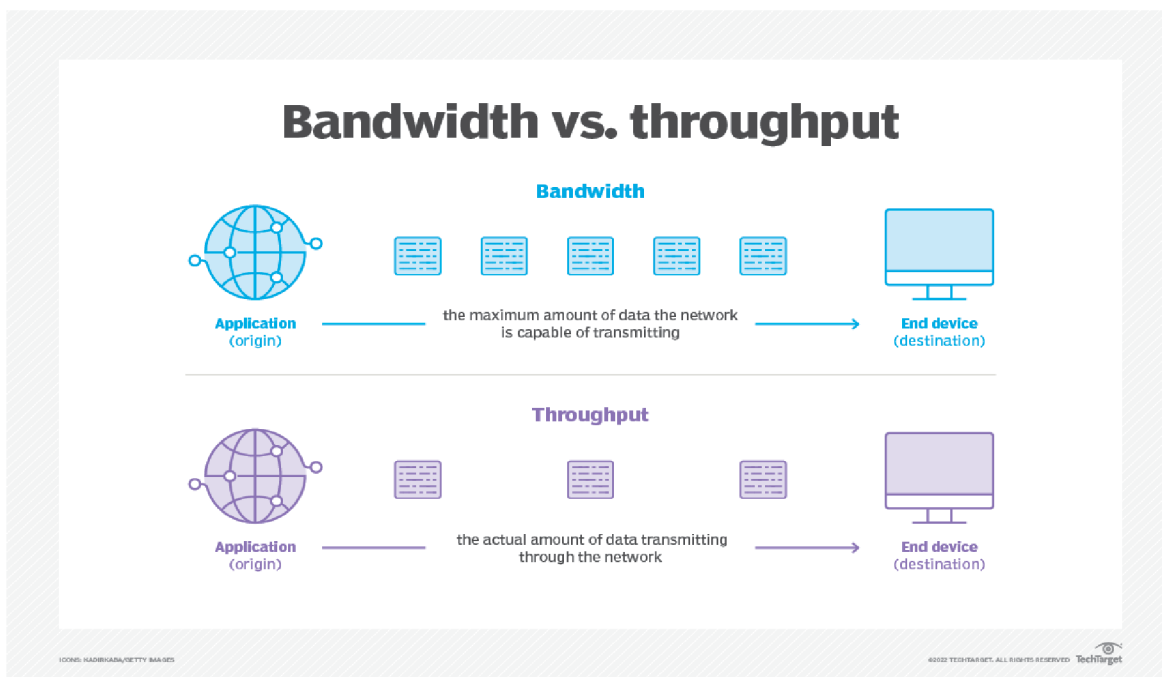 Bandwidth vs. throughput
Bandwidth
the maximum amount of data the network
is capable of transmitting
Application
(origin)
End device
(destination)
Throughput
the actual amount of data transmitting
through the network
Application
(origin)
End device
(destination)
ICONS: NADIINKABA/GETTY IMAGES
©2022 TECHTARGET. ALL RIGHTS RESERVED TechTarget